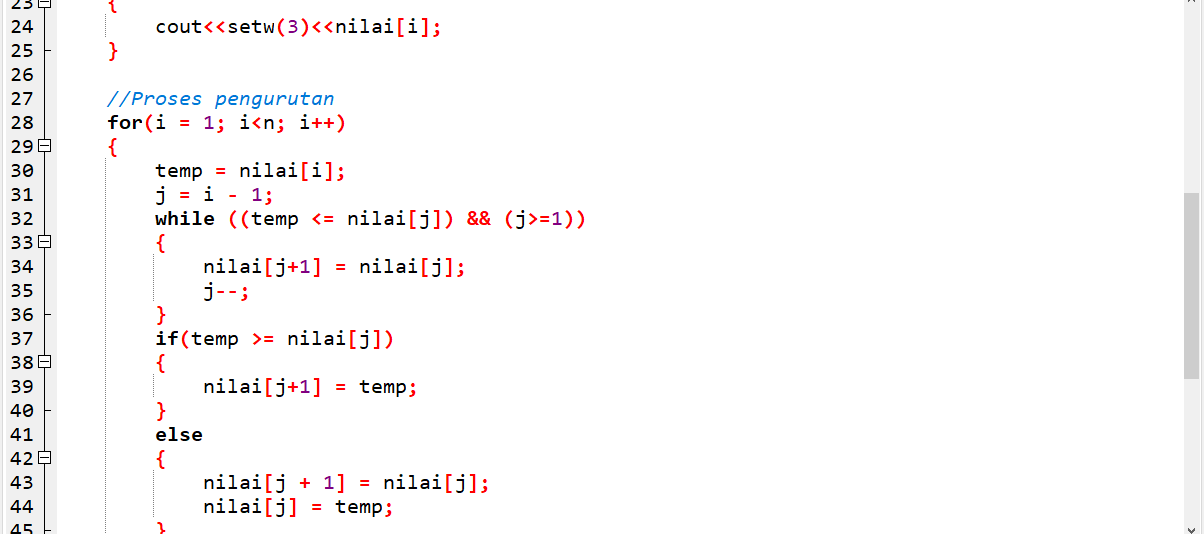 23 {
24 cout<<setw(3)<<nilai[i];
25 }
26
27 //Proses pengurutan
28 for(i = 1; i<n; i++)
29 {
30 temp = nilai[i];
31 j = i - 1;
32 while ((temp <= nilai[j]) && (j>=1))
33 {
34 nilai[j+1] = nilai[j];
35 j--;
36 }
37 if(temp >= nilai[j])
38 {
39 nilai[j+1] = temp;
40 }
41 else
42 {
43 nilai[j + 1] = nilai[j];
44 nilai[j] = temp;
45 }